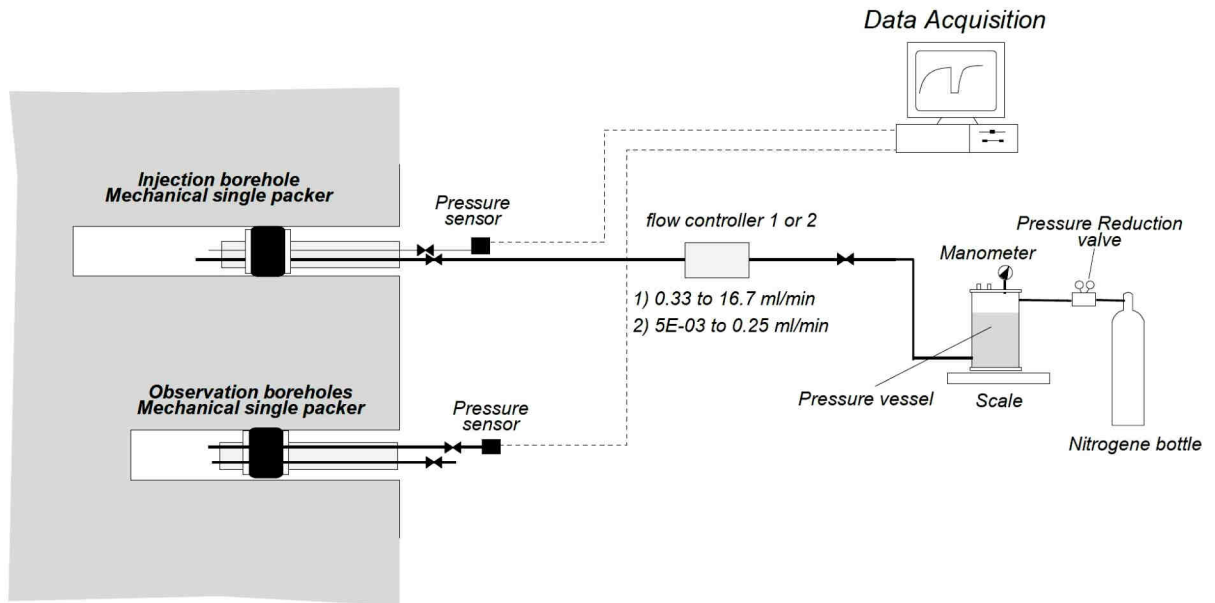 Data Acquisition
Injection borehole
Mechanical single packer
Pressure
sensor
flow controller 1 or 2
Pressure Reduction
valve
Manometer
1) 0.33 to 16.7 ml/min
2) 5E-03 to 0.25 ml/min
Observation boreholes
Mechanical single packer
Pressure
sensor
Pressure vessel
Scale
Nitrogene bottle